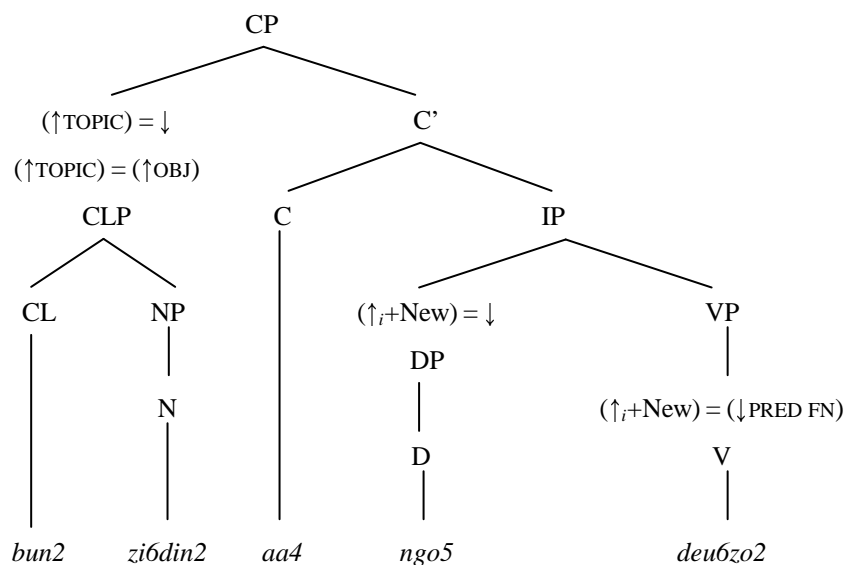 CP
(↑TOPIC) = ↓ C’
(↑TOPIC) = (↑OBJ)
CLP C IP
CL NP (↑i+New) = ↓ VP
DP
N (↑i+New) = (↓PRED FN)
D V
bun2 zi6din2 aa4 ngo5 deu6zo2